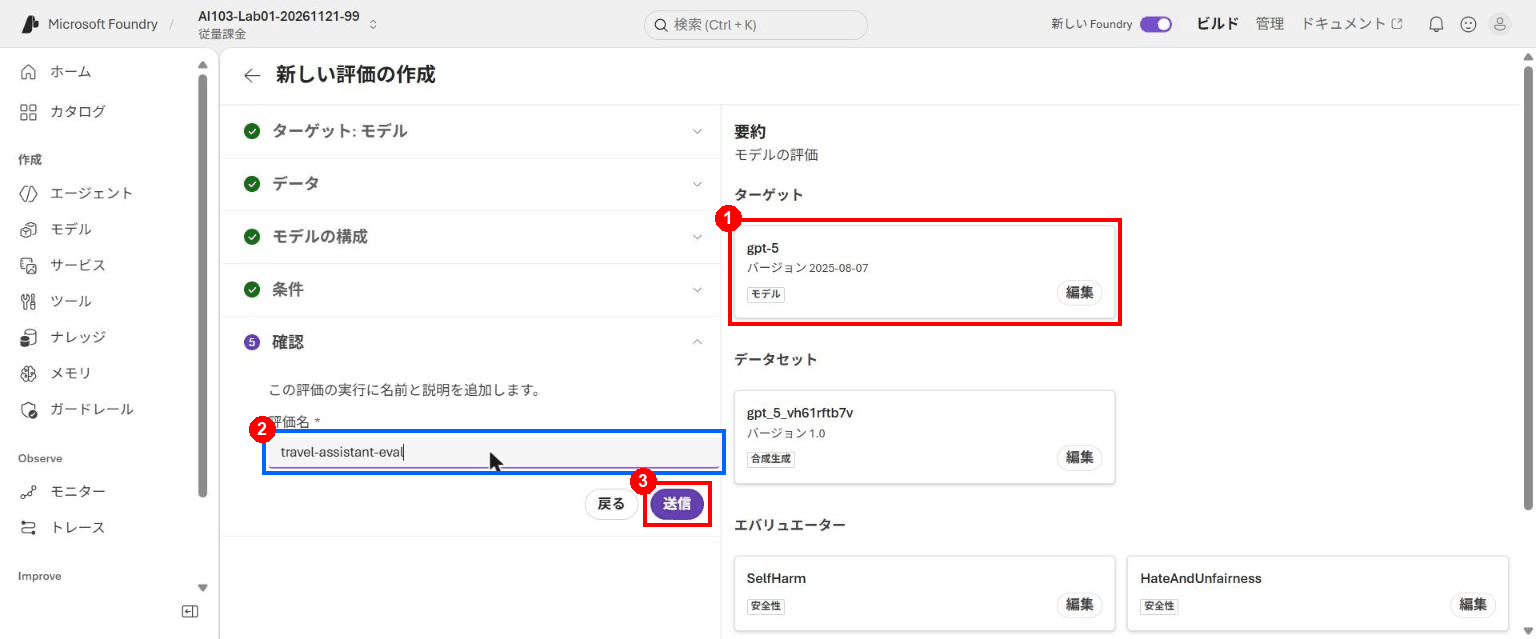 Microsoft Foundry / AI103-Lab01-20261121-99
従量課金
検索 (Ctrl + K)
新しい Foundry ビルド 管理 ドキュメント
ホーム
カタログ
作成
エージェント
モデル
サービス
ツール
ナレッジ
メモリ
ガードレール
Observe
モニター
トレース
Improve
新しい評価の作成
ターゲット: モデル
データ
モデルの構成
条件
5 確認
この評価の実行に名前と説明を追加します。
2 評価名 *
travel-assistant-eval
3
戻る 送信
要約
モデルの評価
ターゲット
1
gpt-5
バージョン 2025-08-07
モデル 編集
データセット
gpt_5_vh61rftb7v
バージョン 1.0
合成生成 編集
エバリュエーター
SelfHarm
安全性 編集
HateAndUnfairness
安全性 編集